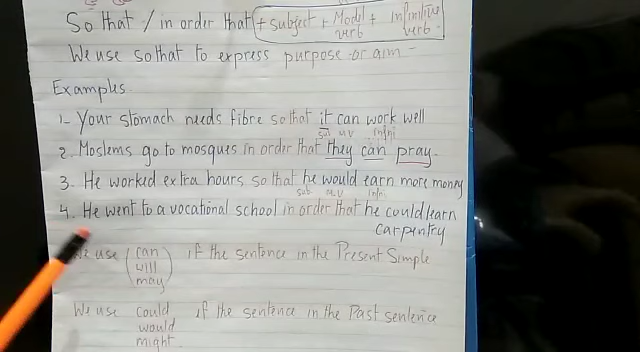 So that / in order that + subject + Model verb + infinitive verb
We use so that to express purpose or aim
Examples
1- Your stomach needs fibre so that it can work well
sub M.V infini
2. Moslems go to mosques in order that they can pray.
3. He worked extra hours so that he would earn more money
sub. M.V infi
4. He went to a vocational school in order that he could learn
carpentry
We use (can will may) if the sentence in the Present Simple
We use could would might if the sentence in the Past sentence